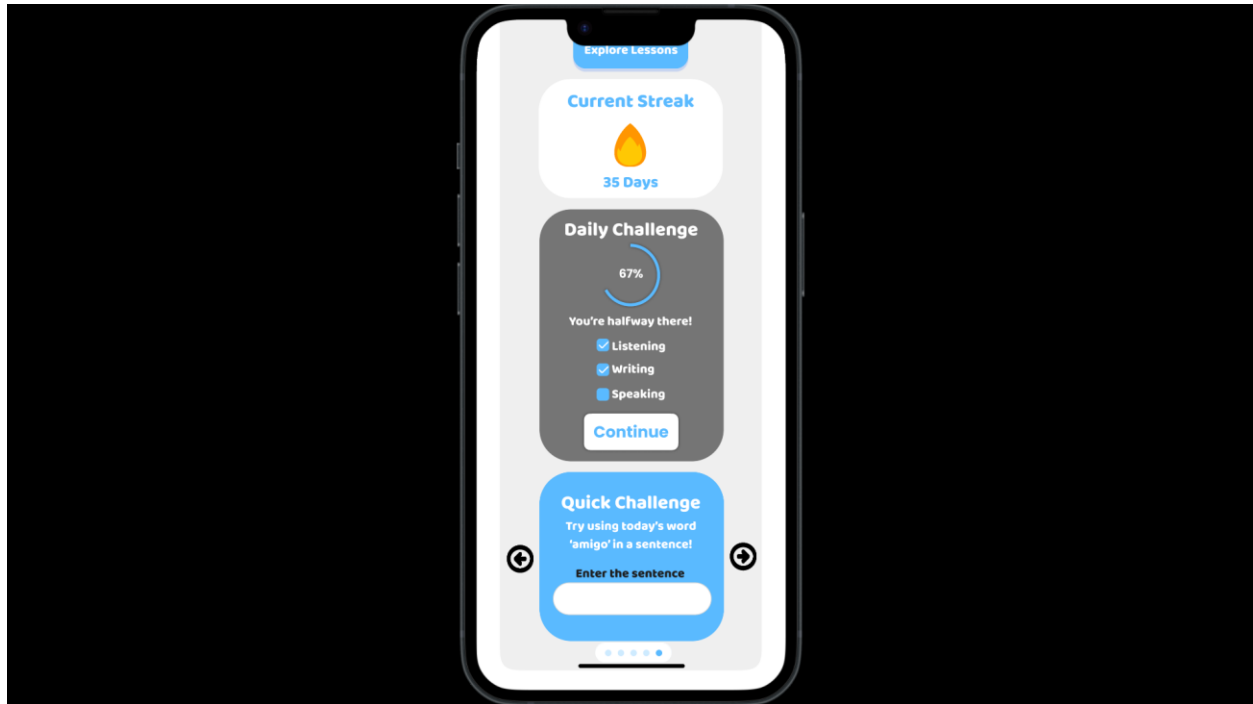 Explore Lessons
Current Streak
35 Days
Daily Challenge
67%
You're halfway there!
Listening
Writing
Speaking
Continue
Quick Challenge
Try using today's word
'amigo' in a sentence!
Enter the sentence